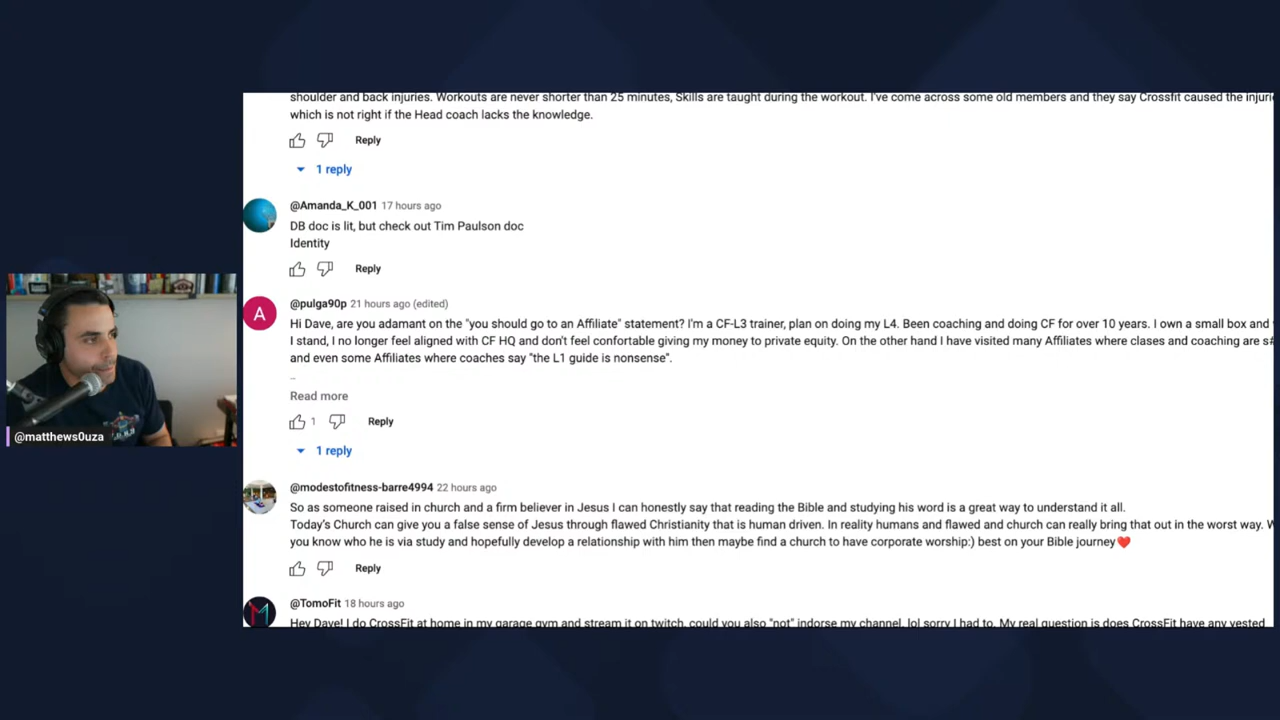 shoulder and back injuries. Workouts are never shorter than 25 minutes, Skills are taught during the workout. I've come across some old members and they say Crossfit caused the
which is not right if the Head coach lacks the knowledge.
Reply
1 reply
@Amanda_K_001 17 hours ago
DB doc is lit, but check out Tim Paulson doc
Identity
Reply
A
@pulga90p 21 hours ago (edited)
Hi Dave, are you adamant on the "you should go to an Affiliate" statement? I'm a CF-L3 trainer, plan on doing my L4. Been coaching and doing CF for over 10 years. I own a small box and
I stand, I no longer feel aligned with CF HQ and don't feel comfortable giving my money to private equity. On the other hand I have visited many Affiliates where clases and coaching are
and even some Affiliates where coaches say "the L1 guide is nonsense".
..
Read more
1
Reply
1 reply
@modestofitness-barre4994 22 hours ago
So as someone raised in church and a firm believer in Jesus I can honestly say that reading the Bible and studying his word is a great way to understand it all.
Today's Church can give you a false sense of Jesus through flawed Christianity that is human driven. In reality humans and flawed and church can really bring that out in the worst way.
you know who he is via study and hopefully develop a relationship with him then maybe find a church to have corporate worship:) best on your Bible journey❤️
Reply
@TomoFit 18 hours ago
Hey Dave! I do CrossFit at home in my garage gym and stream it on twitch, could you also *not* indorse my channel, lol sorry I had to. My real question is does CrossFit have any vested
@matthews0uza